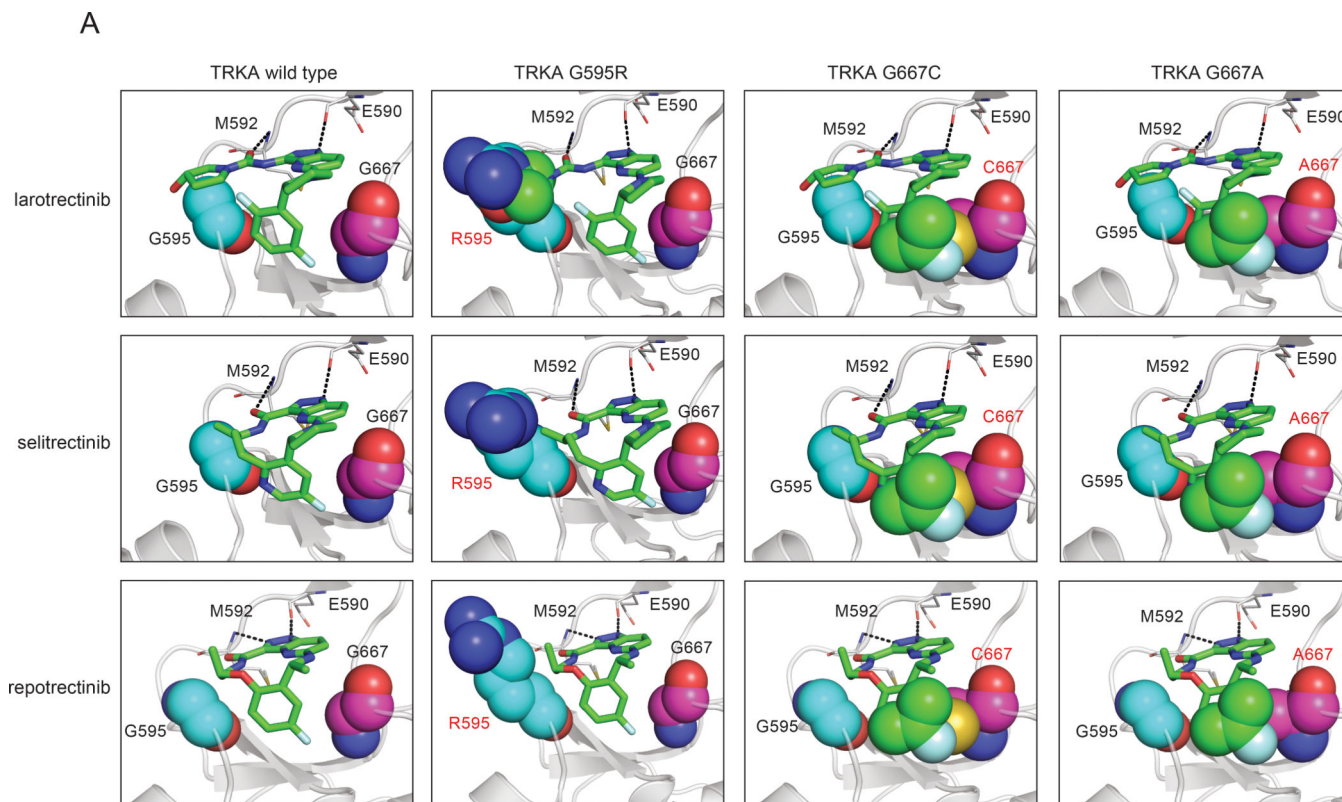 A
TRKA wild type
TRKA G595R
TRKA G667C
TRKA G667A
larotrectinib
M592
E590
G667
G595
M592
E590
G667
R595
M592
E590
C667
G595
M592
E590
A667
G595
selitrectinib
M592
E590
G667
G595
M592
E590
G667
R595
M592
E590
C667
G595
M592
E590
A667
G595
repotrectinib
M592
E590
G667
G595
M592
E590
G667
R595
M592
E590
C667
G595
M592
E590
A667
G595